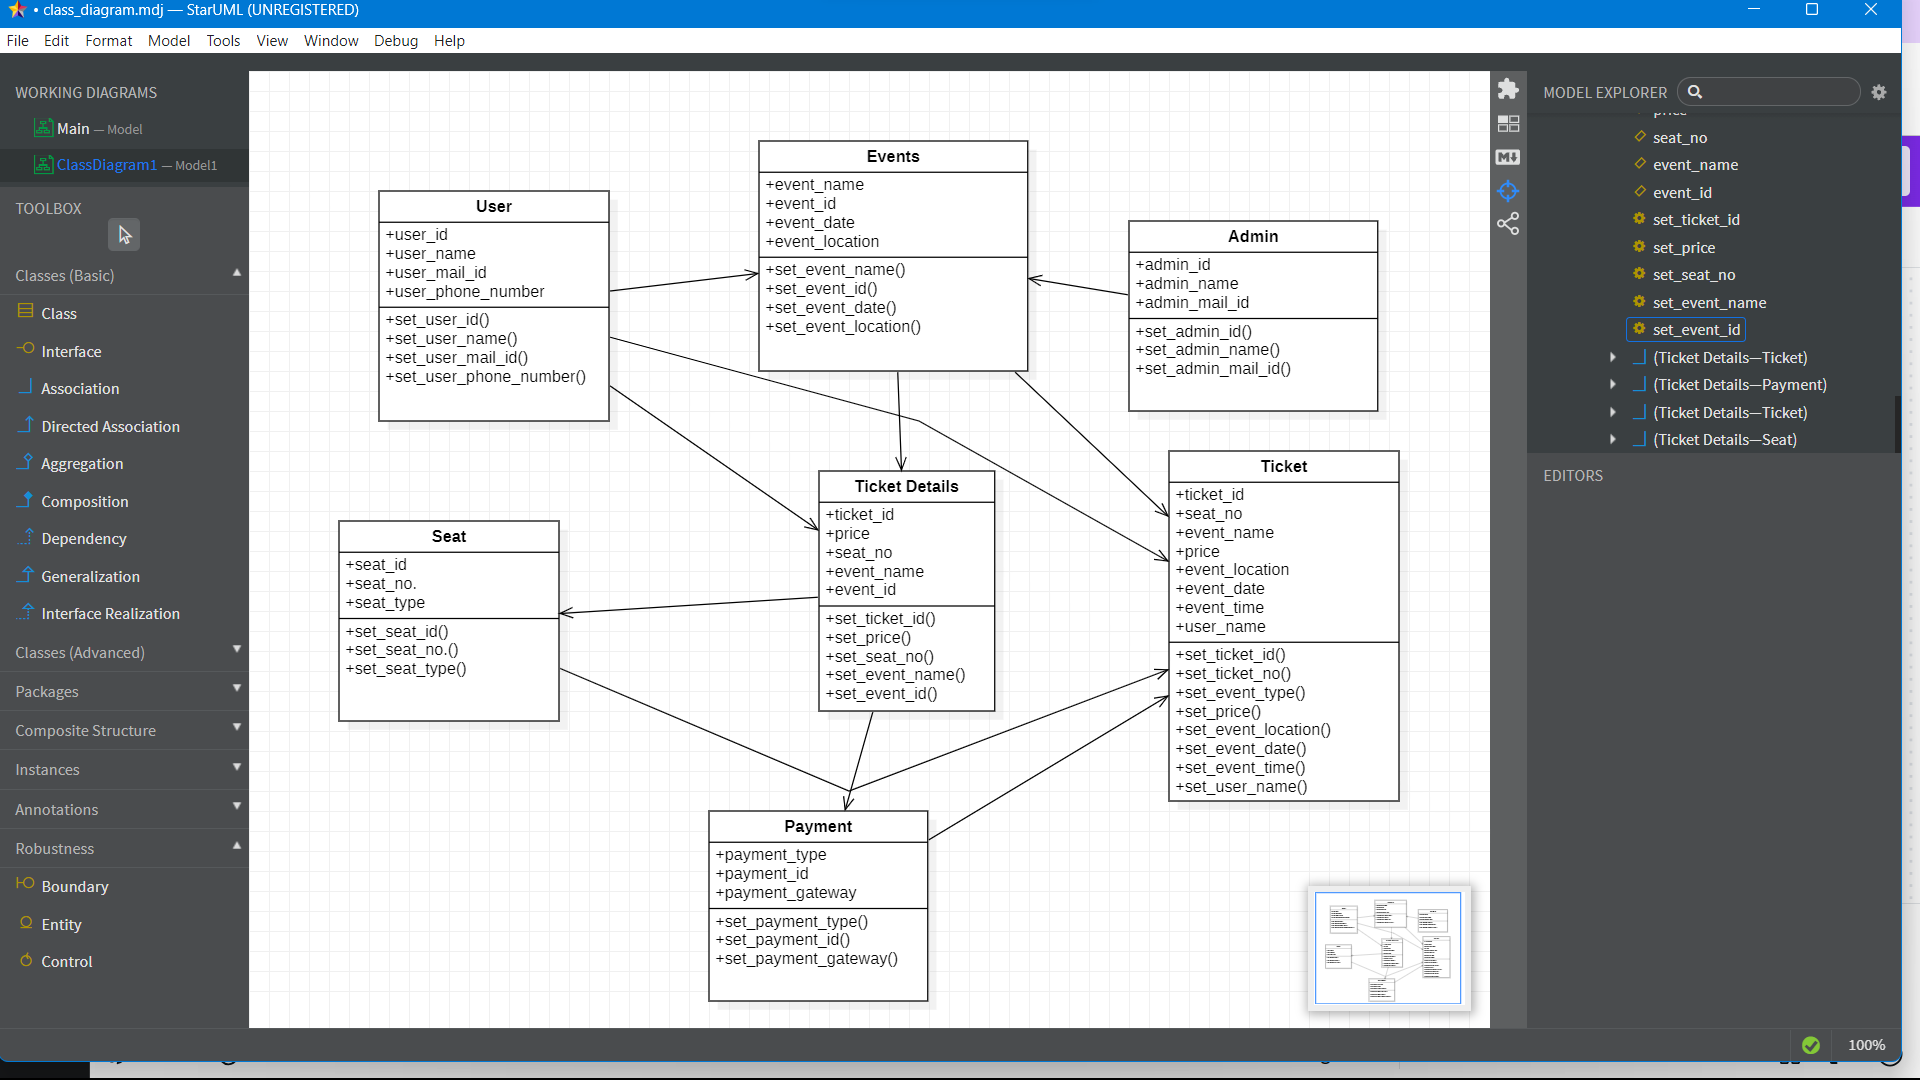 • class_diagram.mdj — StarUML (UNREGISTERED)
File Edit Format Model Tools View Window Debug Help
WORKING DIAGRAMS
Main — Model
ClassDiagram1 — Model1
TOOLBOX
Classes (Basic)
Class
Interface
Association
Directed Association
Aggregation
Composition
Dependency
Generalization
Interface Realization
Classes (Advanced)
Packages
Composite Structure
Instances
Annotations
Robustness
Boundary
Entity
Control
User
+user_id
+user_name
+user_mail_id
+user_phone_number
+set_user_id()
+set_user_name()
+set_user_mail_id()
+set_user_phone_number()
Events
+event_name
+event_id
+event_date
+event_location
+set_event_name()
+set_event_id()
+set_event_date()
+set_event_location()
Admin
+admin_id
+admin_name
+admin_mail_id
+set_admin_id()
+set_admin_name()
+set_admin_mail_id()
Seat
+seat_id
+seat_no.
+seat_type
+set_seat_id()
+set_seat_no.()
+set_seat_type()
Ticket Details
+ticket_id
+price
+seat_no
+event_name
+event_id
+set_ticket_id()
+set_price()
+set_seat_no()
+set_event_name()
+set_event_id()
Ticket
+ticket_id
+seat_no
+event_name
+price
+event_location
+event_date
+event_time
+user_name
+set_ticket_id()
+set_ticket_no()
+set_event_type()
+set_price()
+set_event_location()
+set_event_date()
+set_event_time()
+set_user_name()
Payment
+payment_type
+payment_id
+payment_gateway
+set_payment_type()
+set_payment_id()
+set_payment_gateway()
MODEL EXPLORER
price
seat_no
event_name
event_id
set_ticket_id
set_price
set_seat_no
set_event_name
set_event_id
(Ticket Details—Ticket)
(Ticket Details—Payment)
(Ticket Details—Ticket)
(Ticket Details—Seat)
EDITORS
100%